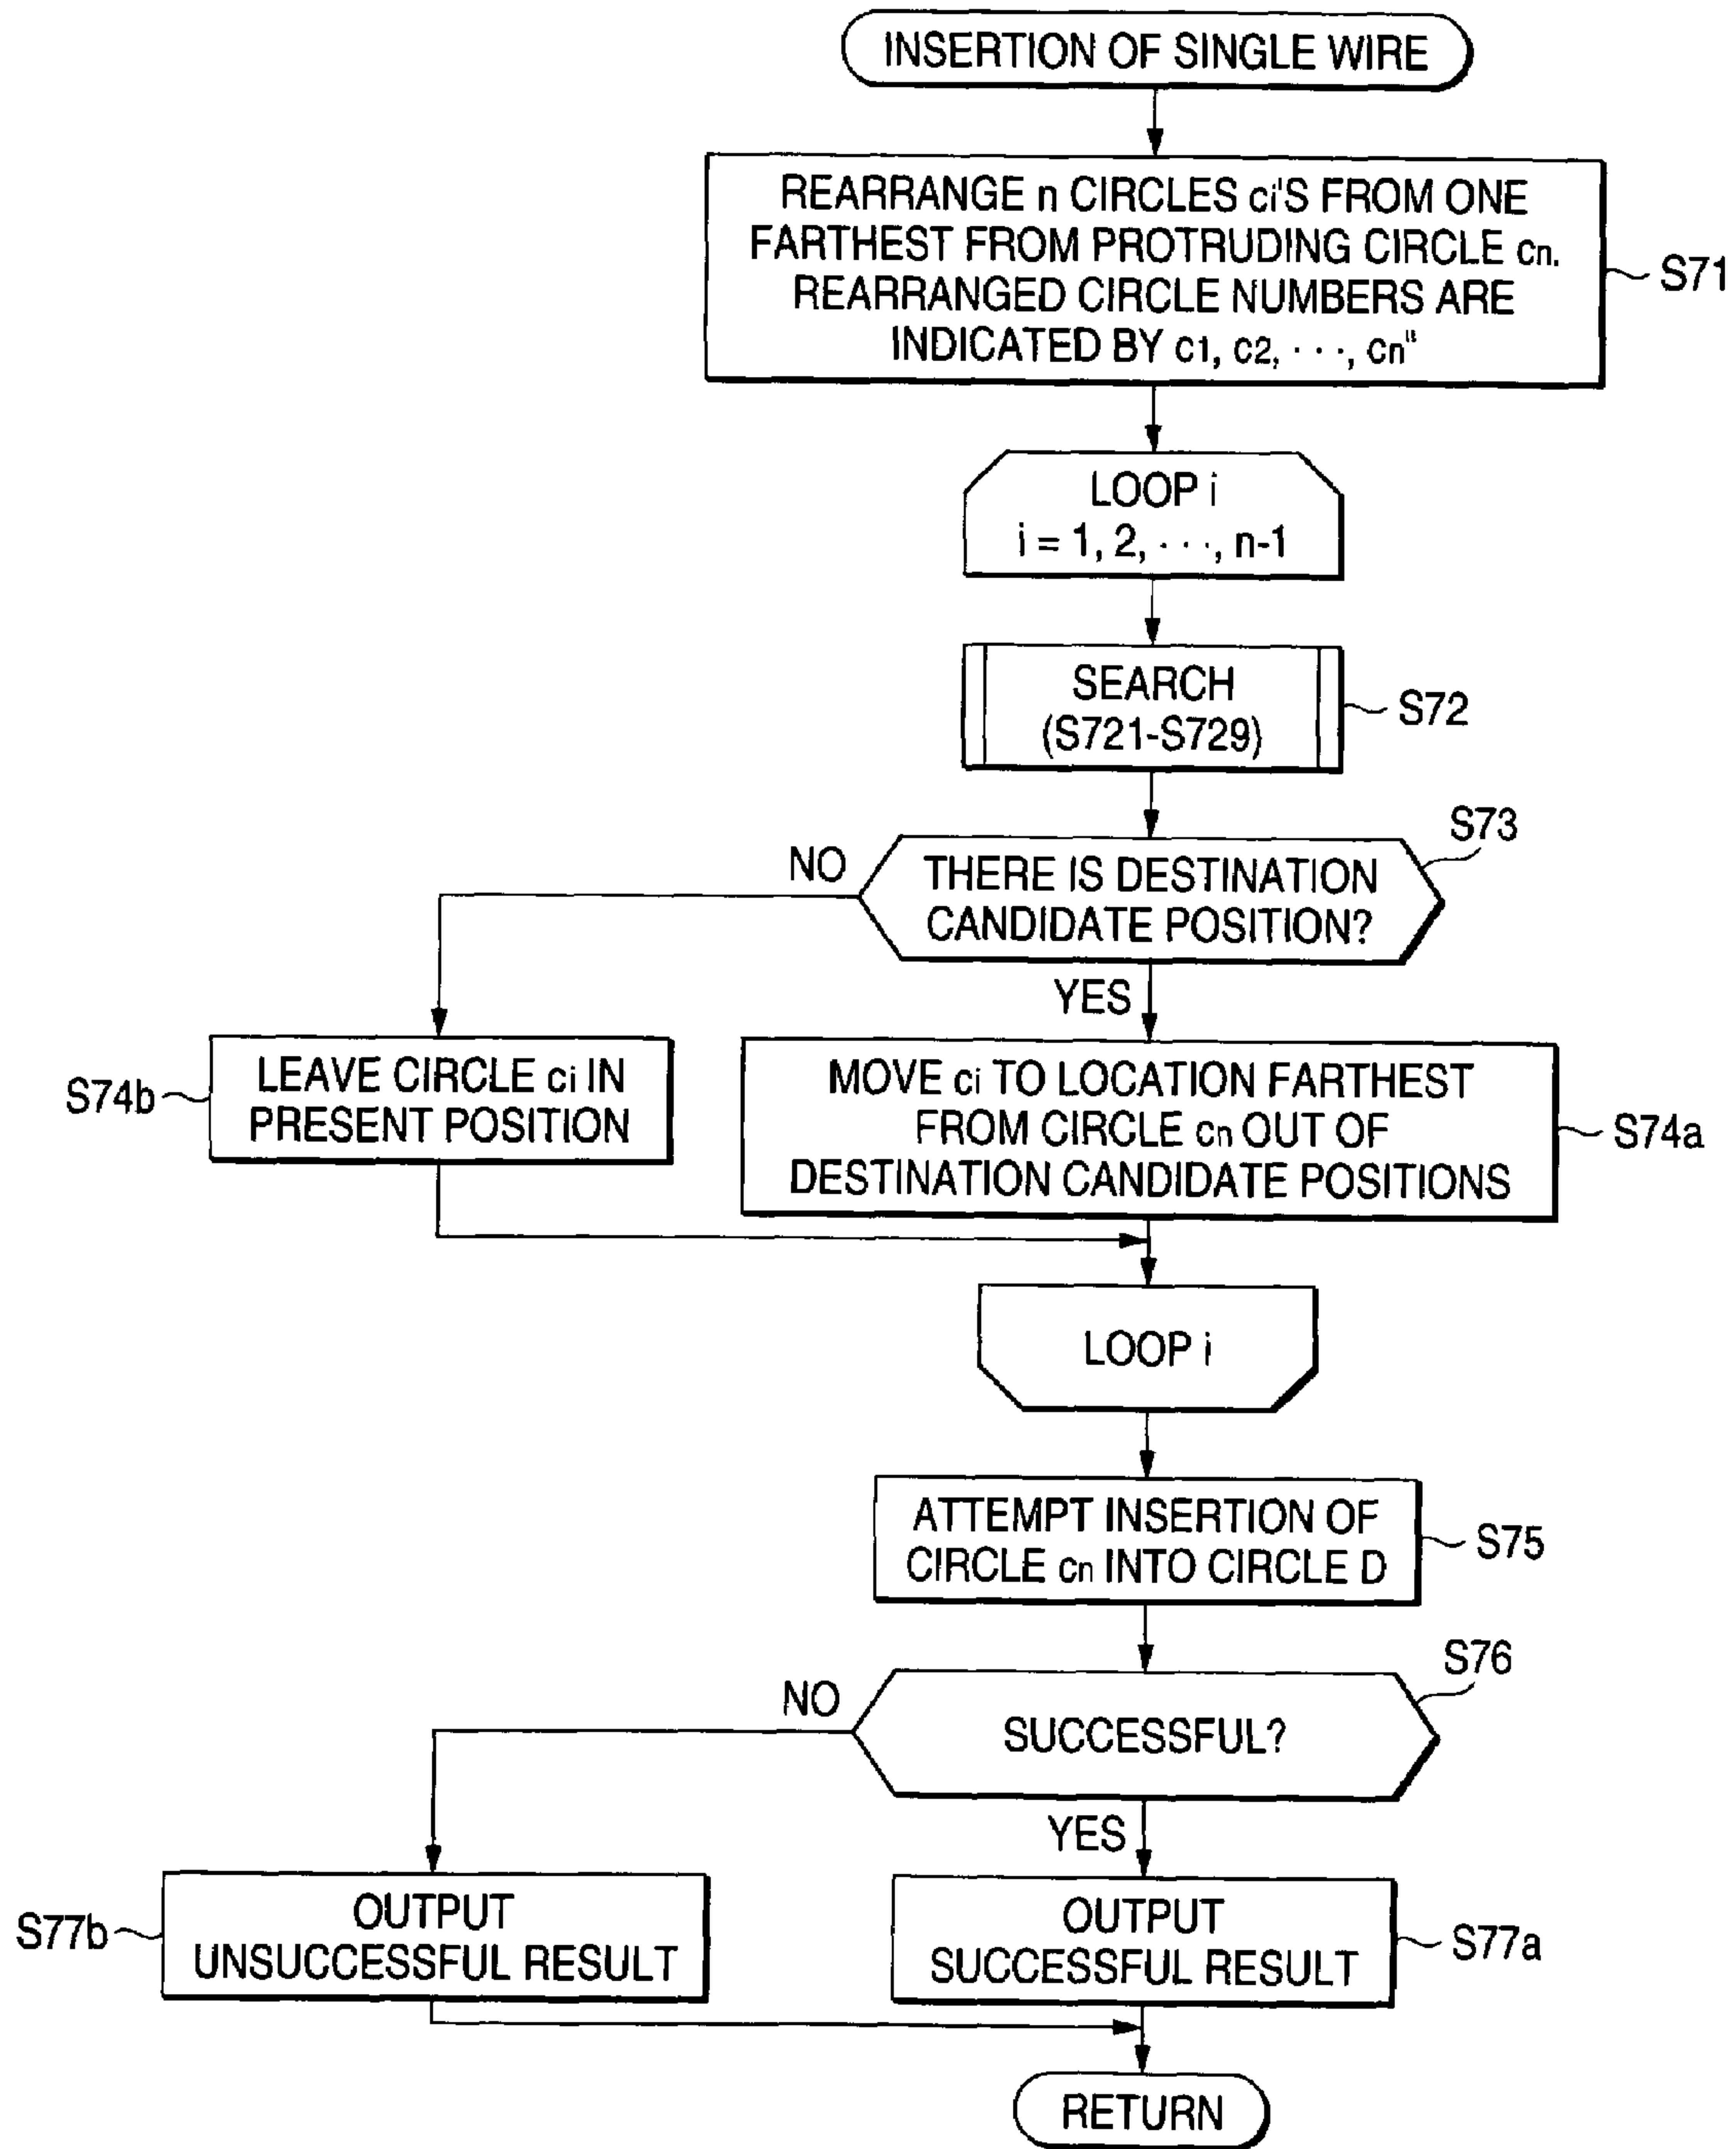 INSERTION OF SINGLE WIRE
REARRANGE n CIRCLES ci'S FROM ONE
FARTHEST FROM PROTRUDING CIRCLE cn.
REARRANGED CIRCLE NUMBERS ARE
INDICATED BY c1, c2, · · ·, cn"
S71
LOOP i
i = 1, 2, · · ·, n-1
SEARCH
(S721-S729)
S72
S73
THERE IS DESTINATION
CANDIDATE POSITION?
NO
YES
S74b
LEAVE CIRCLE ci IN
PRESENT POSITION
MOVE ci TO LOCATION FARTHEST
FROM CIRCLE cn OUT OF
DESTINATION CANDIDATE POSITIONS
S74a
LOOP i
ATTEMPT INSERTION OF
CIRCLE cn INTO CIRCLE D
S75
S76
NO
SUCCESSFUL?
YES
S77b
OUTPUT
UNSUCCESSFUL RESULT
OUTPUT
SUCCESSFUL RESULT
S77a
RETURN